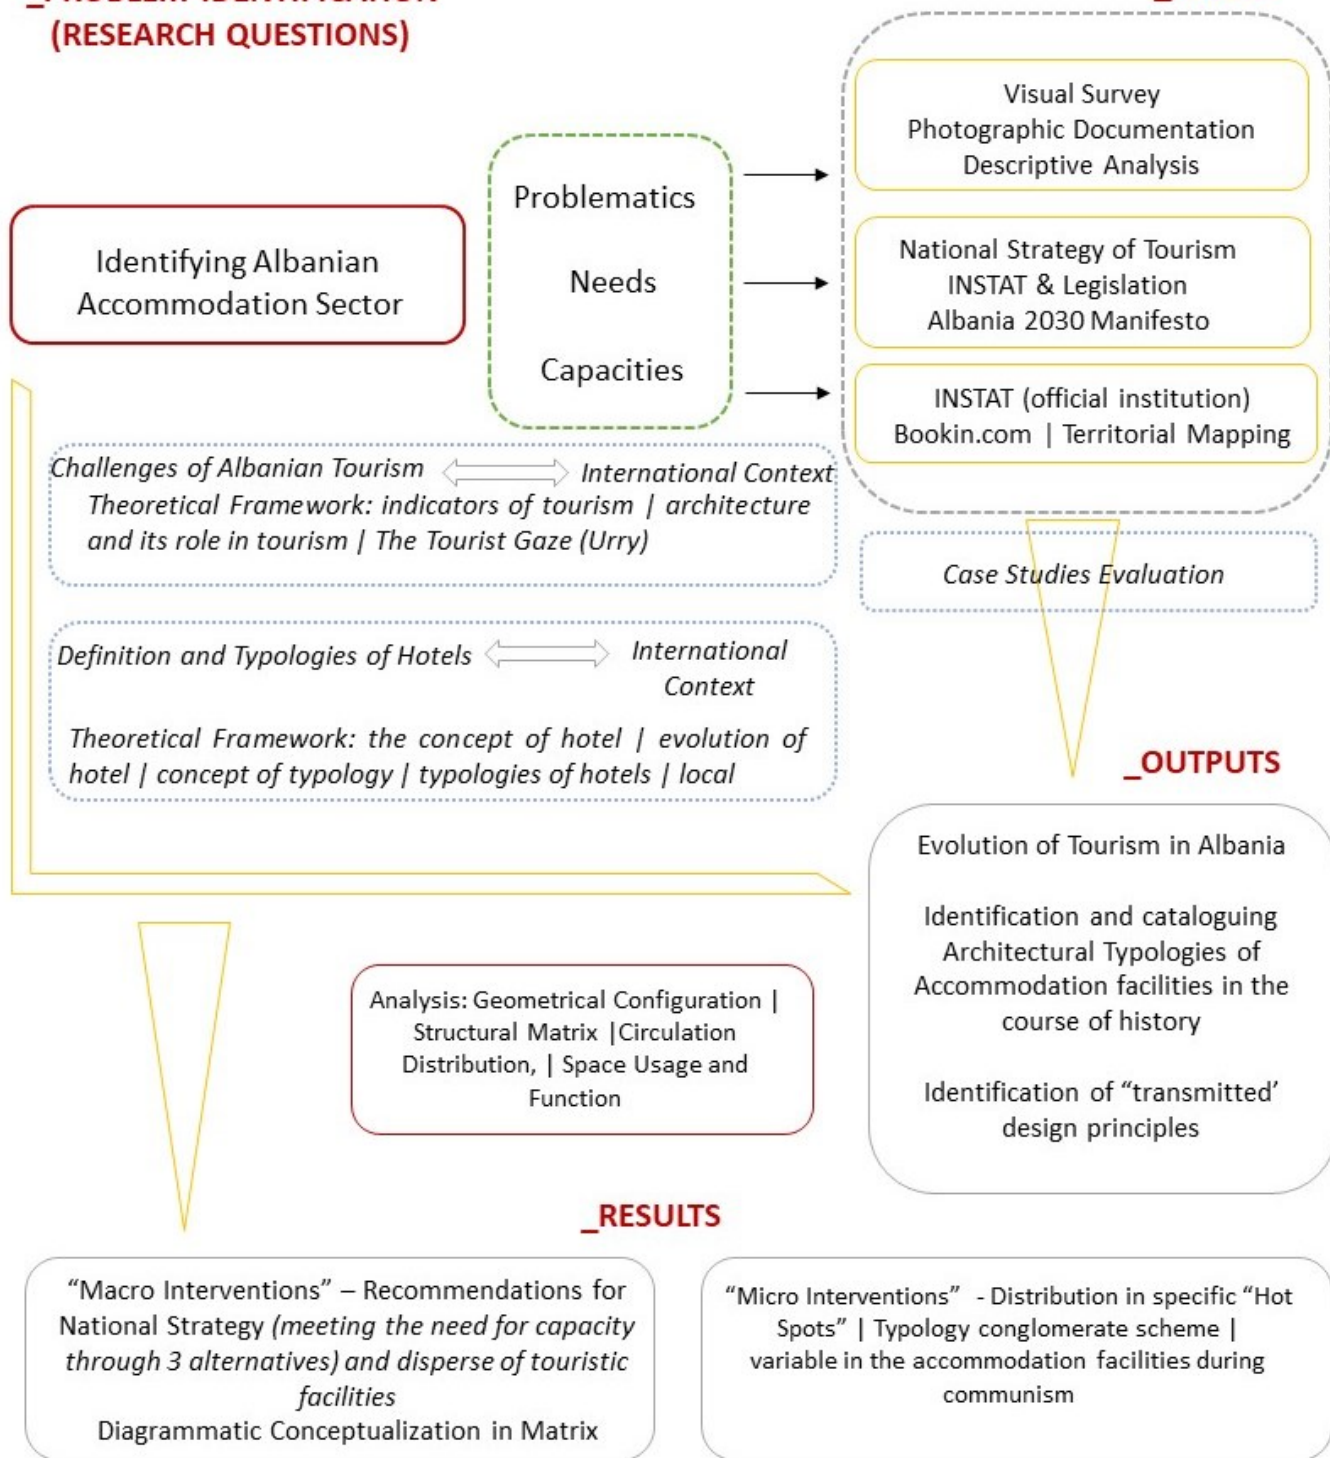 (RESEARCH QUESTIONS)
Identifying Albanian
Accommodation Sector
Problematics
Needs
Capacities
Visual Survey
Photographic Documentation
Descriptive Analysis
National Strategy of Tourism
INSTAT & Legislation
Albania 2030 Manifesto
INSTAT (official institution)
Bookin.com | Territorial Mapping
Challenges of Albanian Tourism
International Context
Theoretical Framework: indicators of tourism | architecture
and its role in tourism | The Tourist Gaze (Urry)
Case Studies Evaluation
Definition and Typologies of Hotels
International
Context
Theoretical Framework: the concept of hotel | evolution of
hotel | concept of typology | typologies of hotels | local
_OUTPUTS
Evolution of Tourism in Albania
Identification and cataloguing
Architectural Typologies of
Accommodation facilities in the
course of history
Identification of “transmitted’
design principles
Analysis: Geometrical Configuration |
Structural Matrix |Circulation
Distribution, | Space Usage and
Function
_RESULTS
“Macro Interventions” – Recommendations for
National Strategy (meeting the need for capacity
through 3 alternatives) and disperse of touristic
facilities
Diagrammatic Conceptualization in Matrix
“Micro Interventions” - Distribution in specific “Hot
Spots” | Typology conglomerate scheme |
variable in the accommodation facilities during
communism